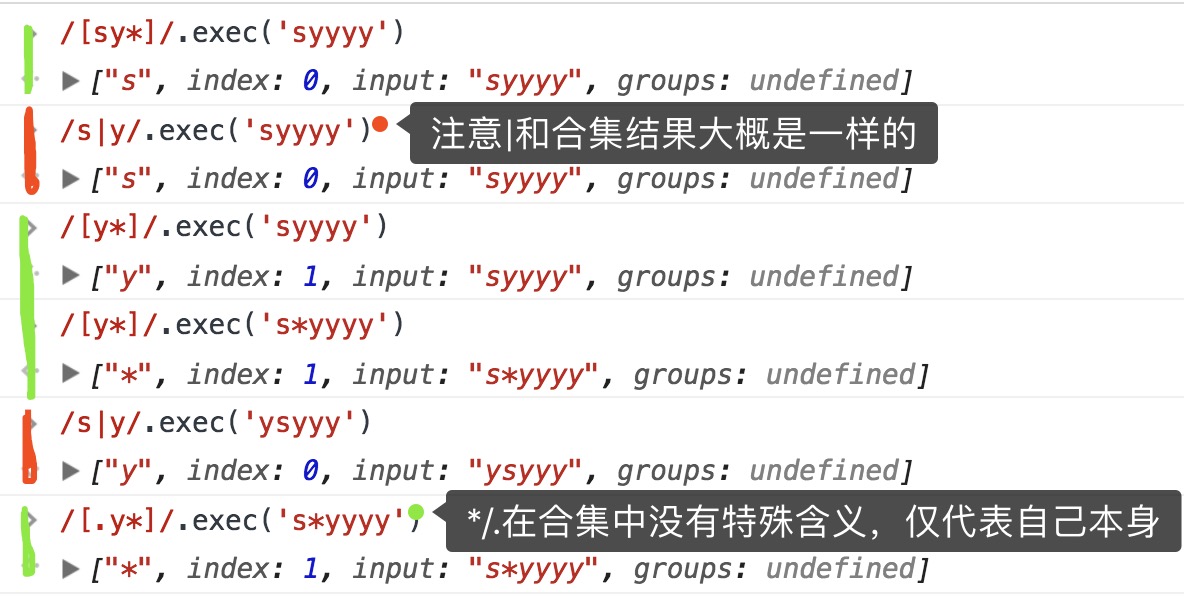 /[sy*]/.exec('syyyy')
["s", index: 0, input: "syyyy", groups: undefined]
/s|y/.exec('syyyy')
注意|和合集结果大概是一样的
["s", index: 0, input: "syyyy", groups: undefined]
/[y*]/.exec('syyyy')
["y", index: 1, input: "syyyy", groups: undefined]
/[y*]/.exec('s*yyyy')
["*", index: 1, input: "s*yyyy", groups: undefined]
/s|y/.exec('ysyyy')
["y", index: 0, input: "ysyyy", groups: undefined]
/[.y*]/.exec('s*yyyy')
*/.在合集中没有特殊含义，仅代表自己本身
["*", index: 1, input: "s*yyyy", groups: undefined]